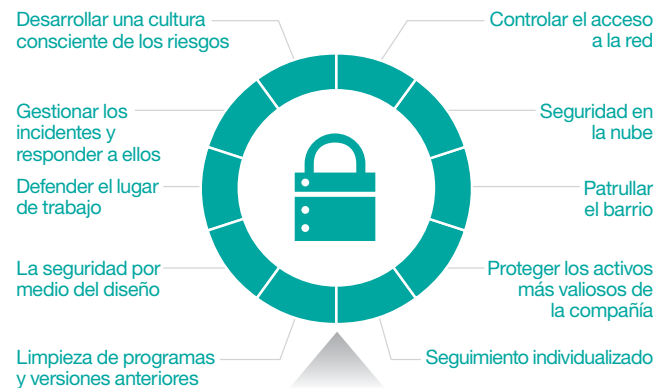 Desarrollar una cultura
consciente de los riesgos
Gestionar los
incidentes y
responder a ellos
Defender el lugar
de trabajo
La seguridad por
medio del diseño
Limpieza de programas
y versiones anteriores
Controlar el acceso
a la red
Seguridad en
la nube
Patrullar
el barrio
Proteger los activos
más valiosos de
la compañía
Seguimiento individualizado